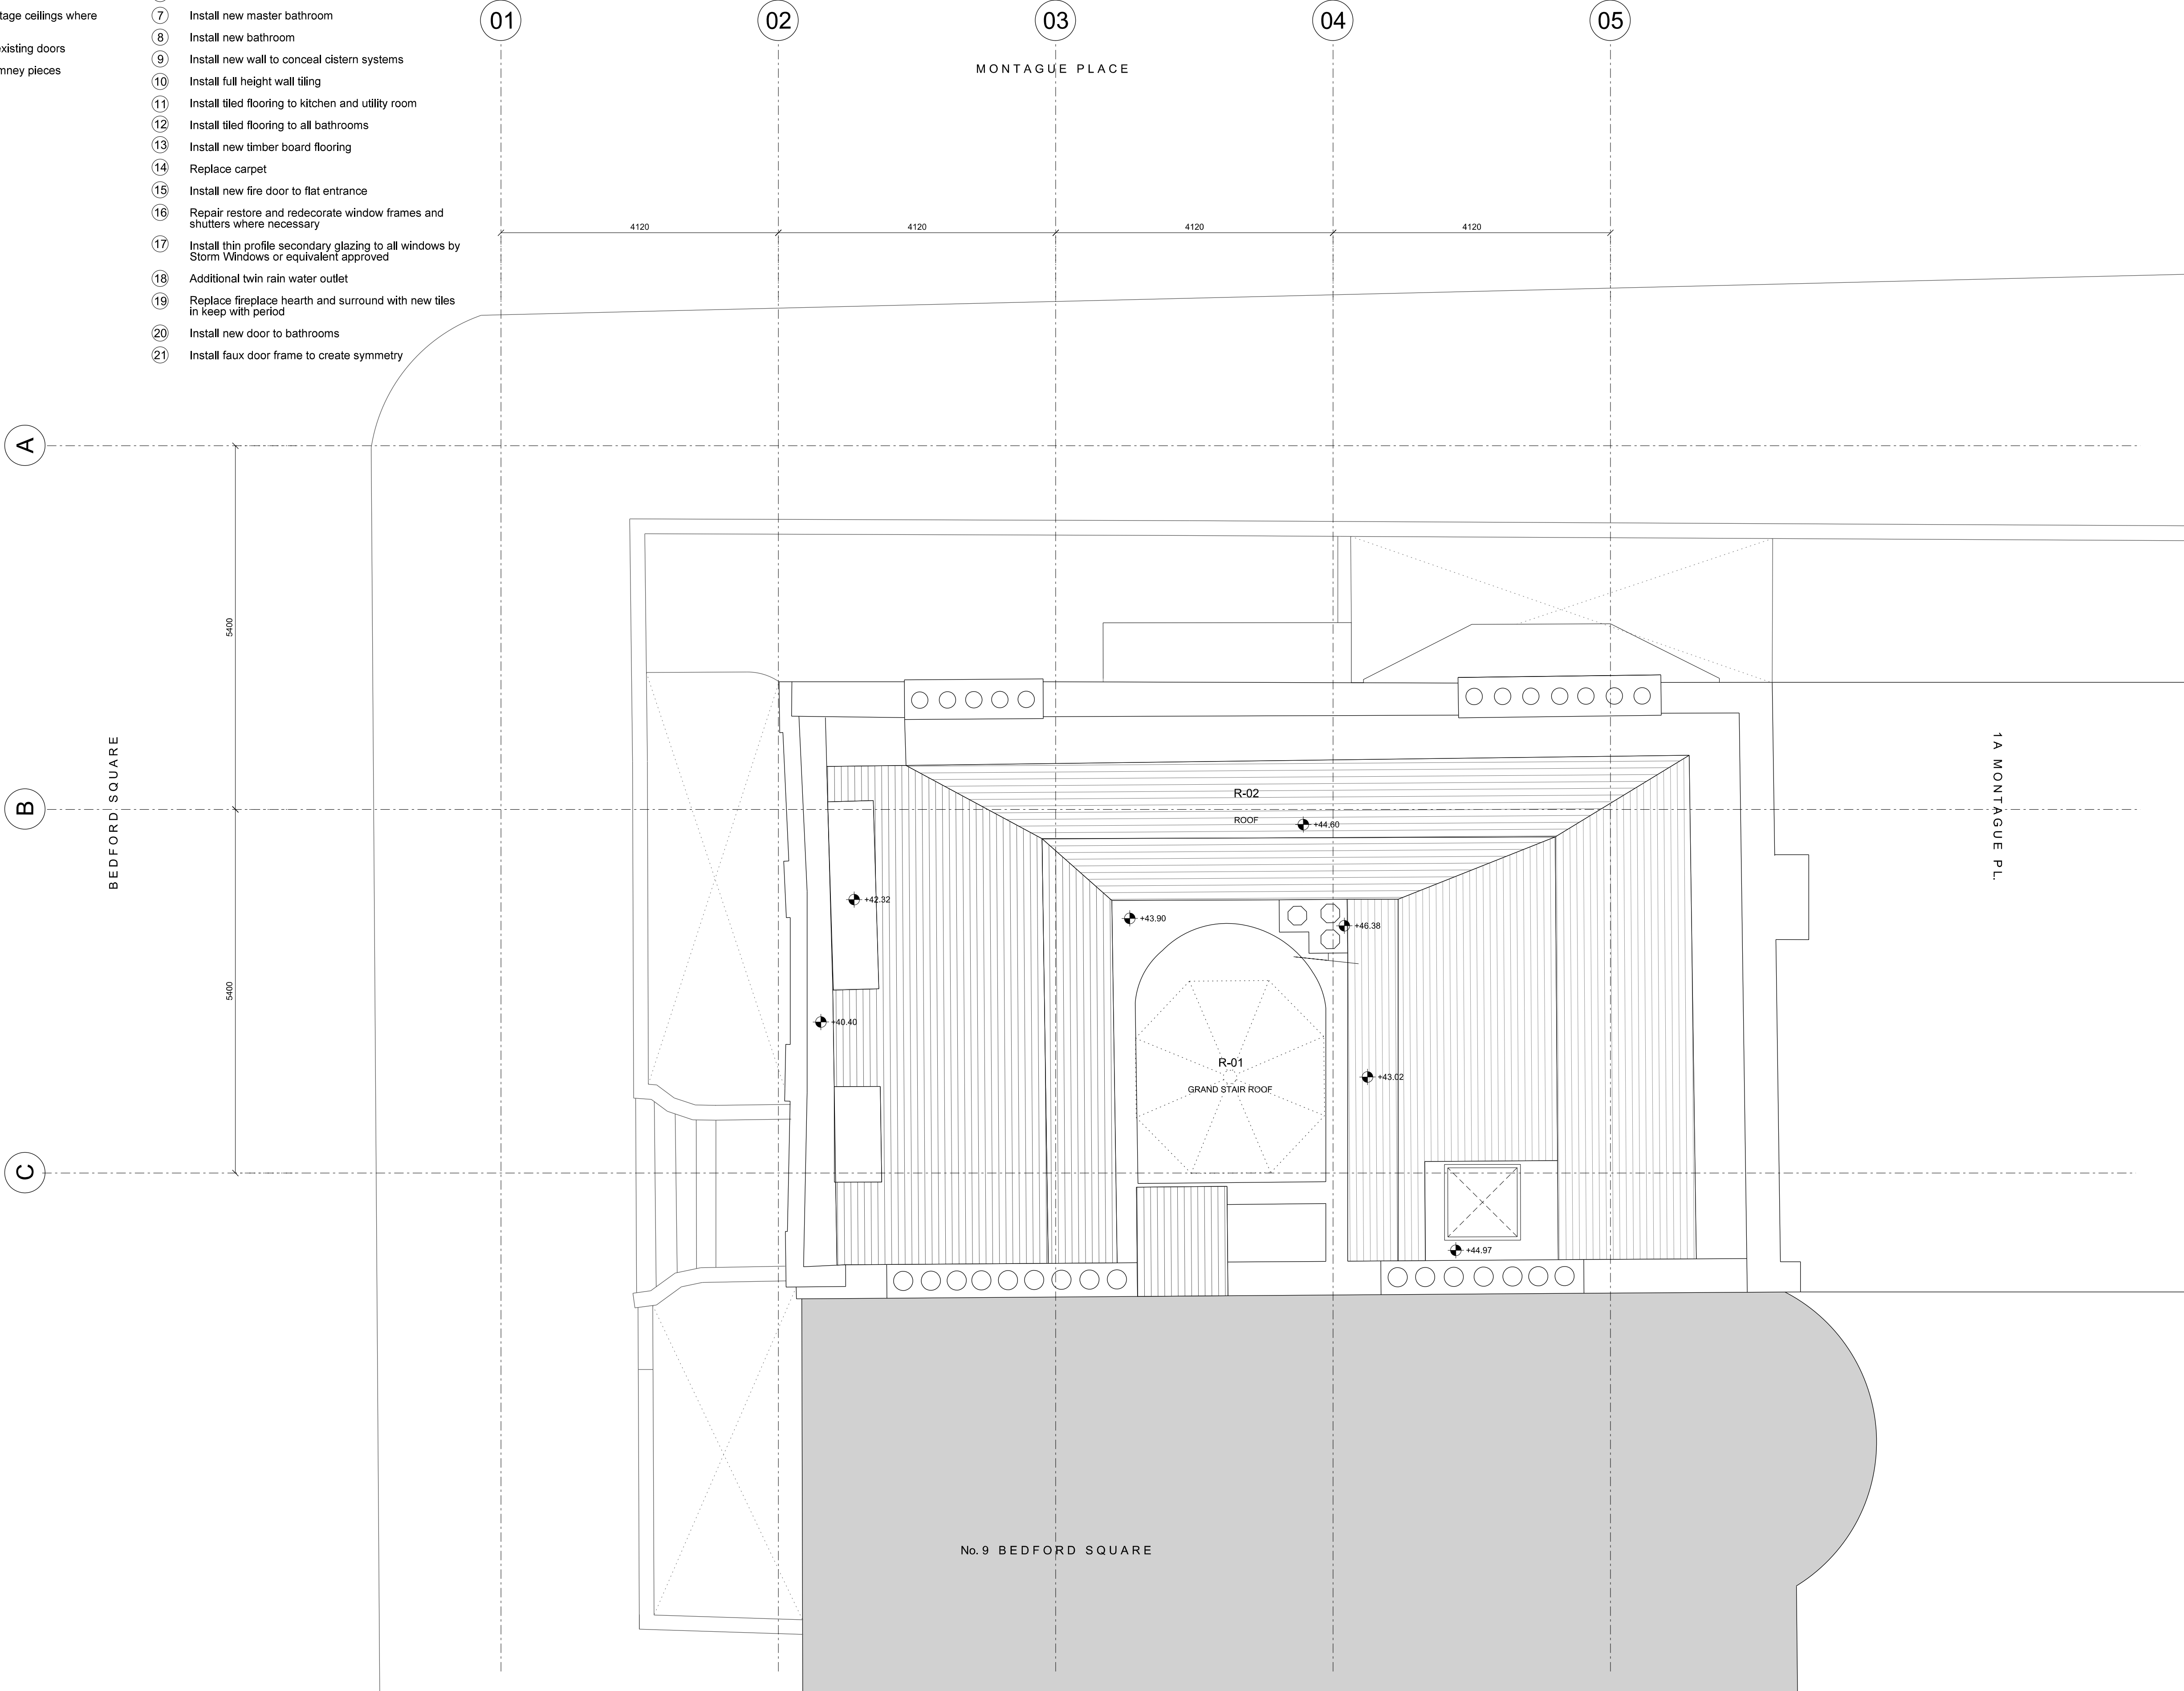 tage ceilings where
existing doors
mney pieces
7 Install new master bathroom
8 Install new bathroom
9 Install new wall to conceal cistern systems
10 Install full height wall tiling
11 Install tiled flooring to kitchen and utility room
12 Install tiled flooring to all bathrooms
13 Install new timber board flooring
14 Replace carpet
15 Install new fire door to flat entrance
16 Repair restore and redecorate window frames and
shutters where necessary
17 Install thin profile secondary glazing to all windows by
Storm Windows or equivalent approved
18 Additional twin rain water outlet
19 Replace fireplace hearth and surround with new tiles
in keep with period
20 Install new door to bathrooms
21 Install faux door frame to create symmetry
01 02 03 04 05
MONTAGUE PLACE
4120 4120 4120 4120
A
5400
B
5400
C
BEDFORD SQUARE
1A MONTAGUE PL.
R-02
ROOF
+44.60
+42.32
+43.90
+46.38
+40.40
R-01
GRAND STAIR ROOF
+43.02
+44.97
No. 9 BEDFORD SQUARE